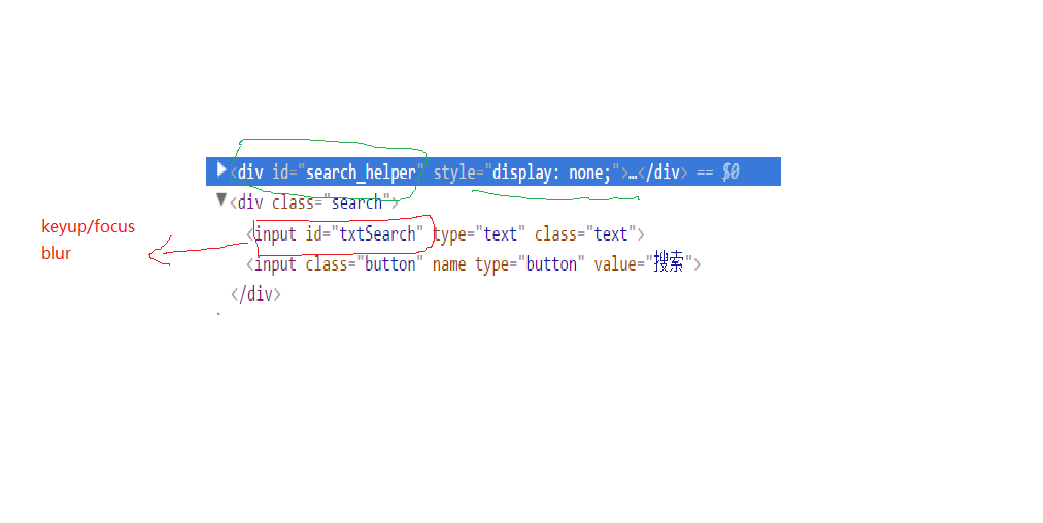 <div id="search_helper" style="display: none;">…</div> == $0
<div class="search">
<input id="txtSearch" type="text" class="text">
<input class="button" name type="button" value="搜索">
</div>
keyup/focus
blur